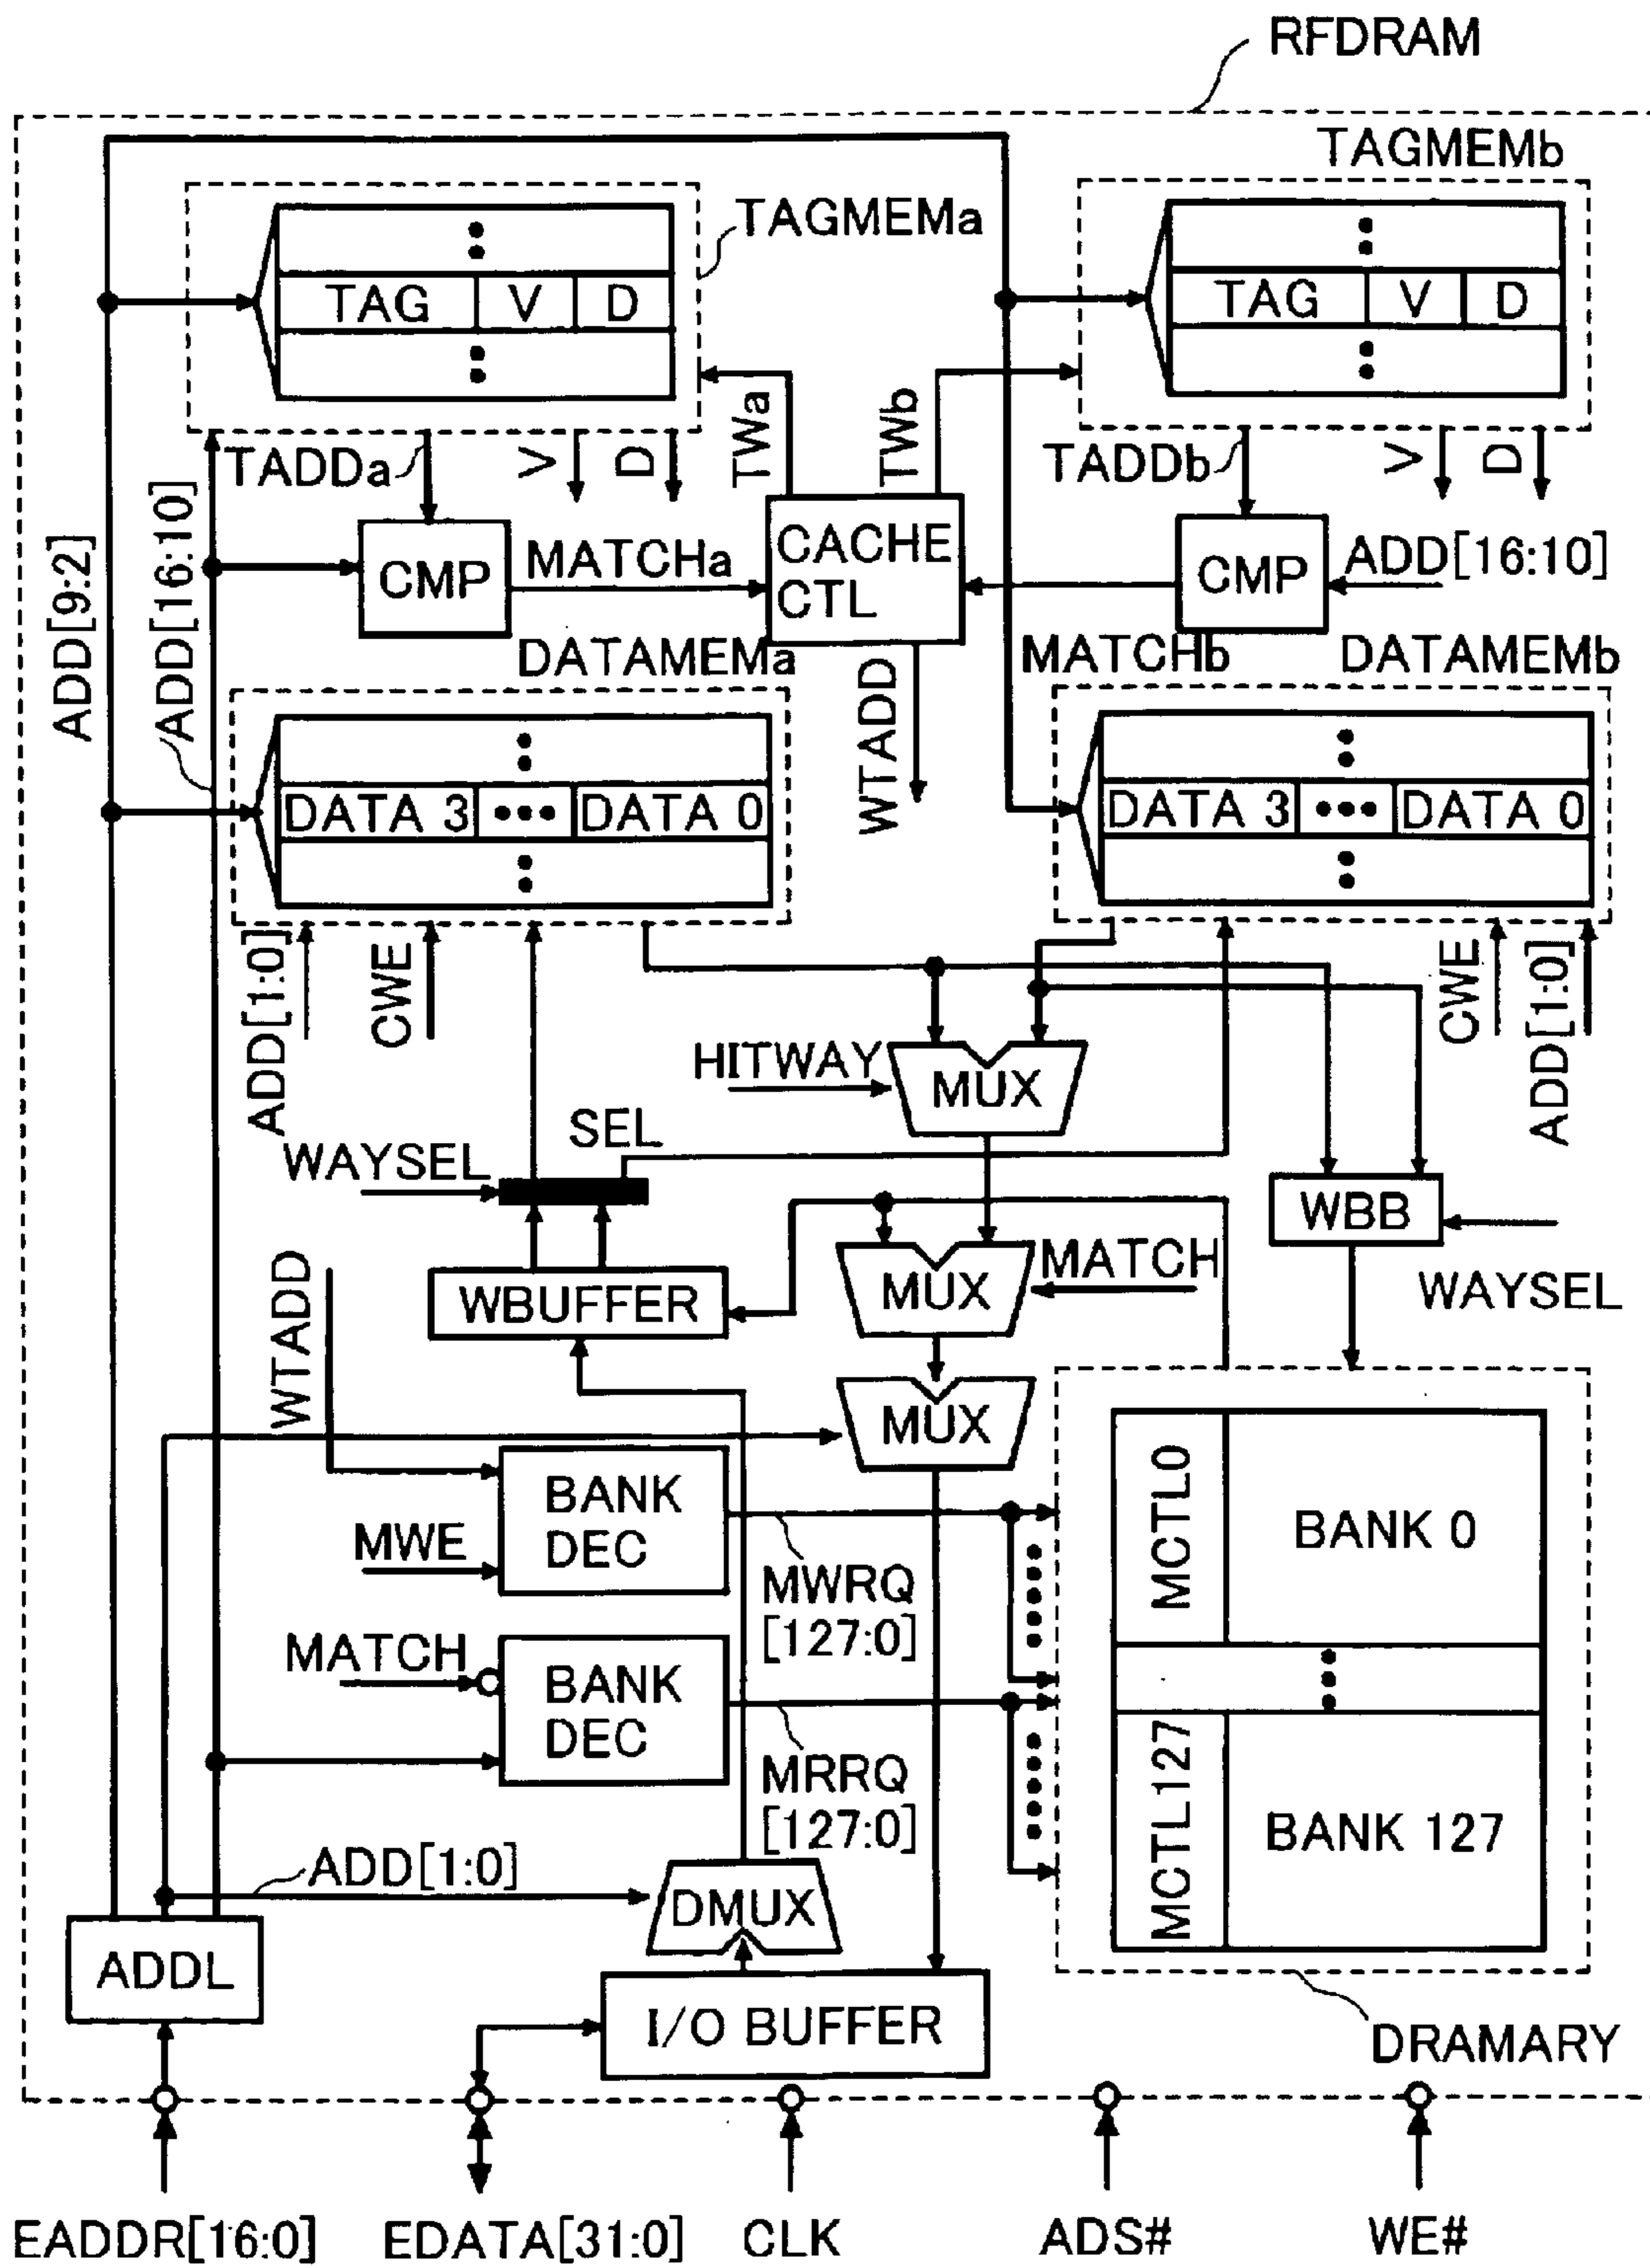 RFDRAM
TAGMEMb
TAGMEMa
TAG V D
TAG V D
TADDa
V
D
TWa
TWb
TADDb
V
D
ADD[9:2]
ADD[16:10]
CMP
MATCHa
CACHE
CTL
CMP
ADD[16:10]
DATAMEMa
MATCHb
DATAMEMb
WTADD
DATA 3 ••• DATA 0
DATA 3 ••• DATA 0
ADD[1:0]
CWE
CWE
ADD[1:0]
HITWAY
MUX
SEL
WAYSEL
WBB
WTADD
WBUFFER
MUX
MATCH
WAYSEL
MUX
BANK
DEC
MWE
MWRQ
[127:0]
MCTL0
BANK 0
MATCH
BANK
DEC
MRRQ
[127:0]
MCTL127
BANK 127
ADD[1:0]
DMUX
ADDL
I/O BUFFER
DRAMARY
EADDR[16:0]
EDATA[31:0]
CLK
ADS#
WE#